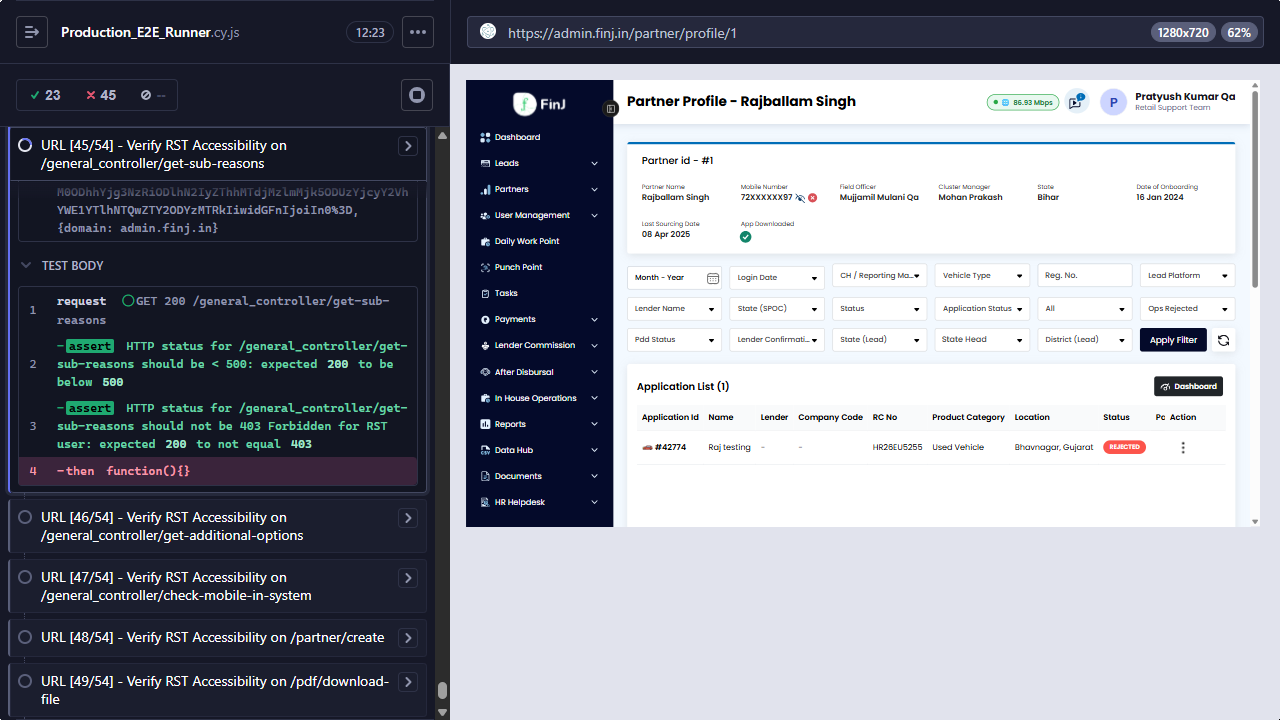 Production_E2E_Runner.cy.js
12:23
23
45
--
URL [45/54] - Verify RST Accessibility on
/general_controller/get-sub-reasons
YWE1YTlhNTQwZTY2ODYzMTRkIiwidGFnIjoiIn0%3D,
{domain: admin.finj.in}
TEST BODY
1 request GET 200 /general_controller/get-sub-
reasons
2 -assert HTTP status for /general_controller/get-
sub-reasons should be < 500: expected 200 to be
below 500
3 -assert HTTP status for /general_controller/get-
sub-reasons should not be 403 Forbidden for RST
user: expected 200 to not equal 403
4 -then function(){}
URL [46/54] - Verify RST Accessibility on
/general_controller/get-additional-options
URL [47/54] - Verify RST Accessibility on
/general_controller/check-mobile-in-system
URL [48/54] - Verify RST Accessibility on /partner/create
URL [49/54] - Verify RST Accessibility on /pdf/download-
file
https://admin.finj.in/partner/profile/1
1280x720
62%
FinJ
Dashboard
Leads
Partners
User Management
Daily Work Point
Punch Point
Tasks
Payments
Lender Commission
After Disbursal
In House Operations
Reports
Data Hub
Documents
HR Helpdesk
Partner Profile - Rajballam Singh
86.93 Mbps
P
Pratyush Kumar Qa
Retail Support Team
Partner id - #1
Partner Name Mobile Number Field Officer Cluster Manager State Date of Onboarding
Rajballam Singh 72XXXXXX97 Mujjamil Mulani Qa Mohan Prakash Bihar 16 Jan 2024
Last Sourcing Date App Downloaded
08 Apr 2025
Month - Year Login Date CH / Reporting Ma... Vehicle Type Reg. No. Lead Platform
Lender Name State (SPOC) Status Application Status All Ops Rejected
Pdd Status Lender Confirmati... State (Lead) State Head District (Lead) Apply Filter
Application List (1)
Dashboard
Application Id Name Lender Company Code RC No Product Category Location Status Pc Action
#42774 Raj testing - - HR26EU5255 Used Vehicle Bhavnagar, Gujarat REJECTED